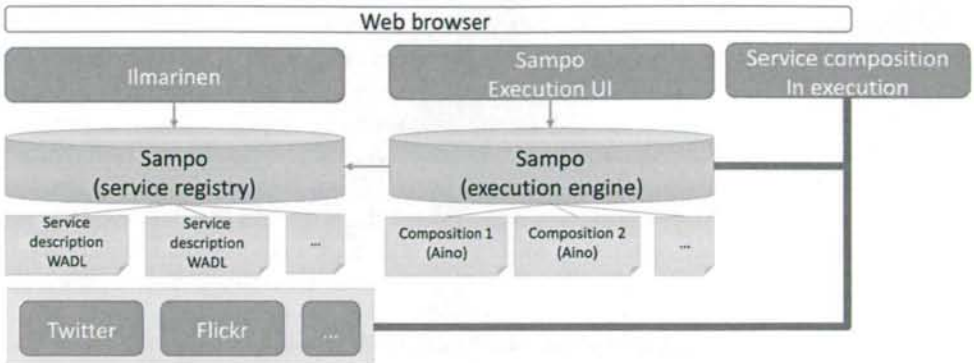 Web browser
Ilmarinen
Sampo
Execution UI
Service composition
In execution
Sampo
(service registry)
Sampo
(execution engine)
Service
description
WADL
Service
description
WADL
...
Composition 1
(Aino)
Composition 2
(Aino)
...
Twitter
Flickr
...